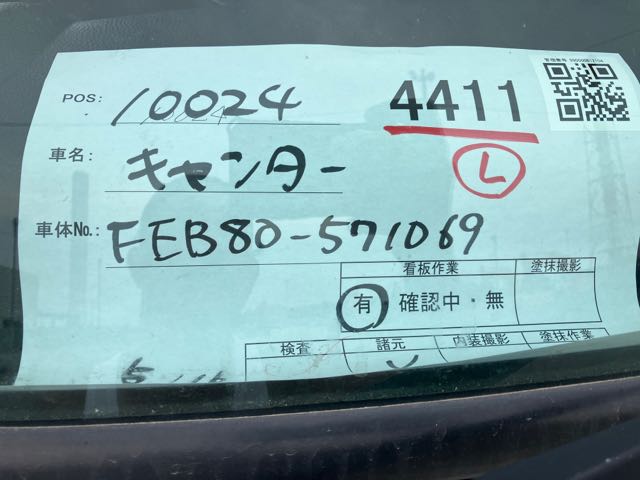 POS: 10024 4411
車名: キャンター Ⓛ
車体No.: FEB80-571069
看板作業 塗抹撮影
有 ・ 確認中 ・ 無
検査 諸元 内装撮影 塗抹作業